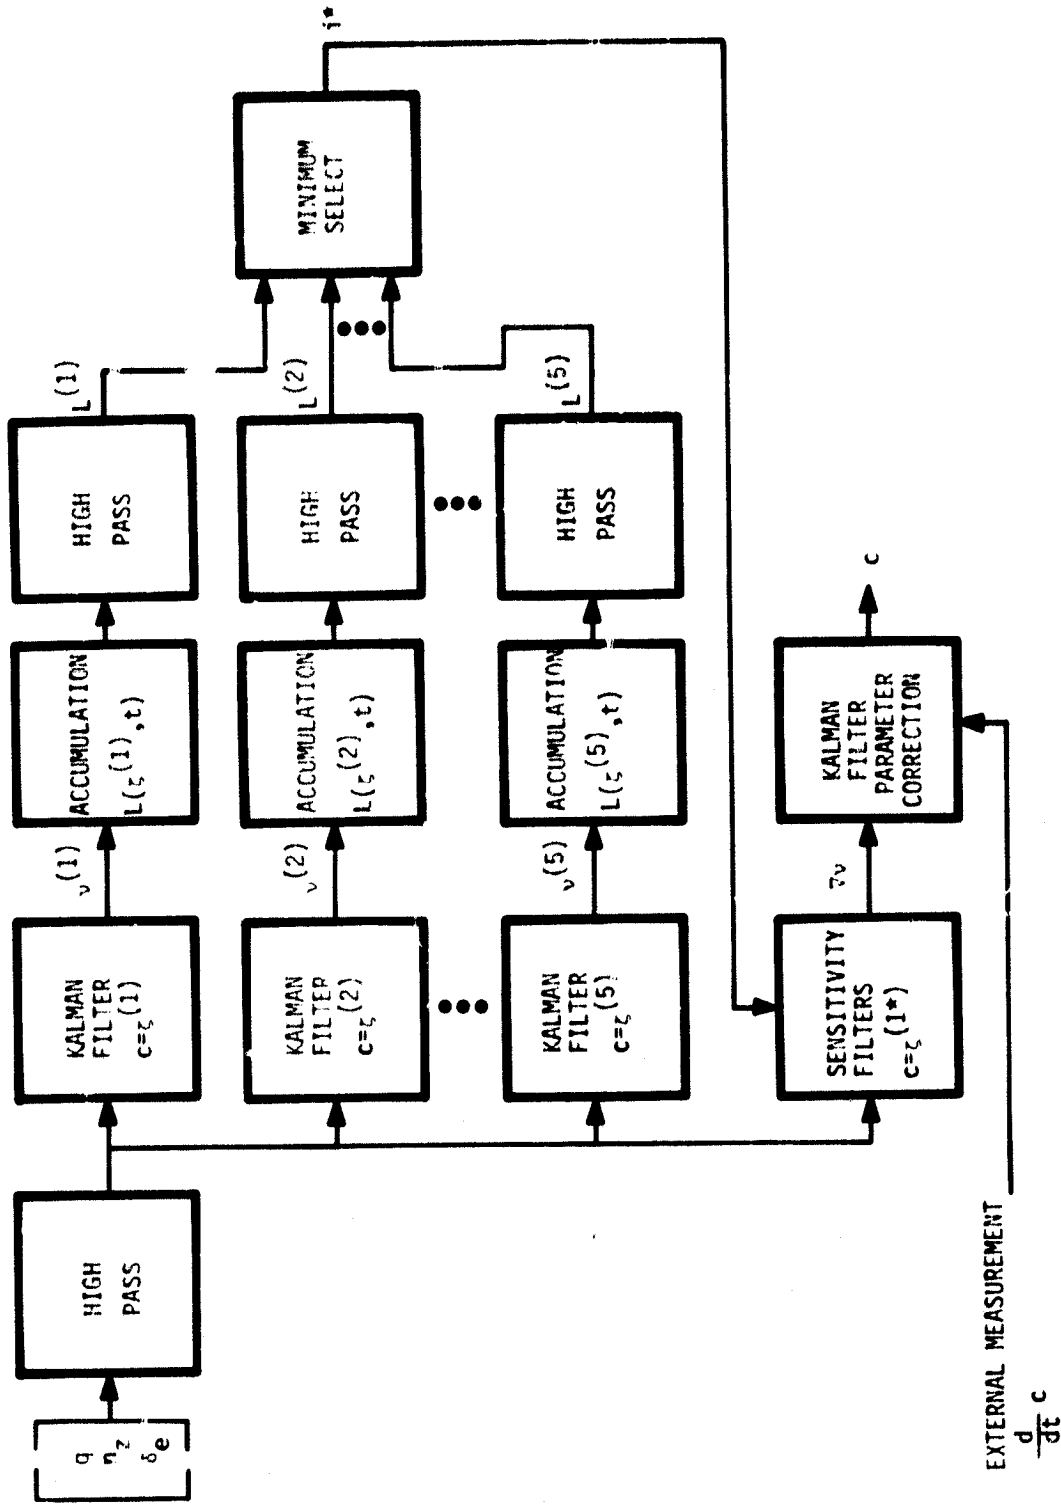 q
η_z
δ_e
HIGH
PASS
KALMAN
FILTER
c=ζ^(1)
ν^(1)
ACCUMULATION
L(ζ^(1),t)
HIGH
PASS
L^(1)
KALMAN
FILTER
c=ζ^(2)
ν^(2)
ACCUMULATION
L(ζ^(2),t)
HIGH
PASS
L^(2)
KALMAN
FILTER
c=ζ^(5)
ν^(5)
ACCUMULATION
L(ζ^(5),t)
HIGH
PASS
L^(5)
MINIMUM
SELECT
i*
SENSITIVITY
FILTERS
c=ζ^(i*)
∇ν
KALMAN
FILTER
PARAMETER
CORRECTION
c
EXTERNAL MEASUREMENT
d/dt c